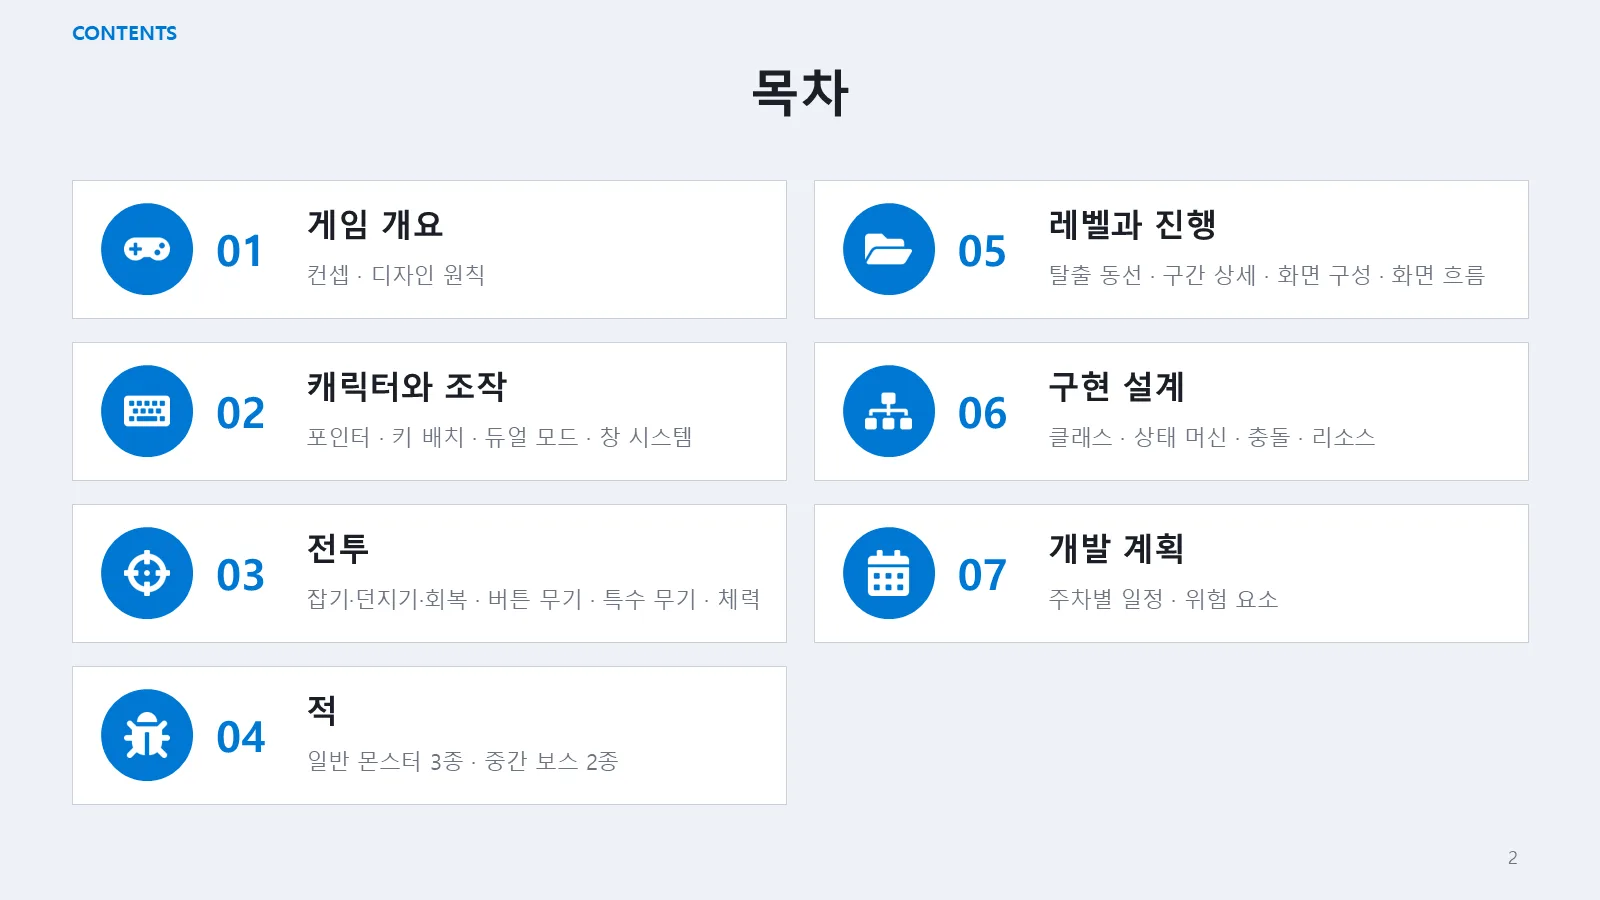 CONTENTS
목차
01
게임 개요
컨셉 · 디자인 원칙
02
캐릭터와 조작
포인터 · 키 배치 · 듀얼 모드 · 창 시스템
03
전투
잡기·던지기·회복 · 버튼 무기 · 특수 무기 · 체력
04
적
일반 몬스터 3종 · 중간 보스 2종
05
레벨과 진행
탈출 동선 · 구간 상세 · 화면 구성 · 화면 흐름
06
구현 설계
클래스 · 상태 머신 · 충돌 · 리소스
07
개발 계획
주차별 일정 · 위험 요소
2